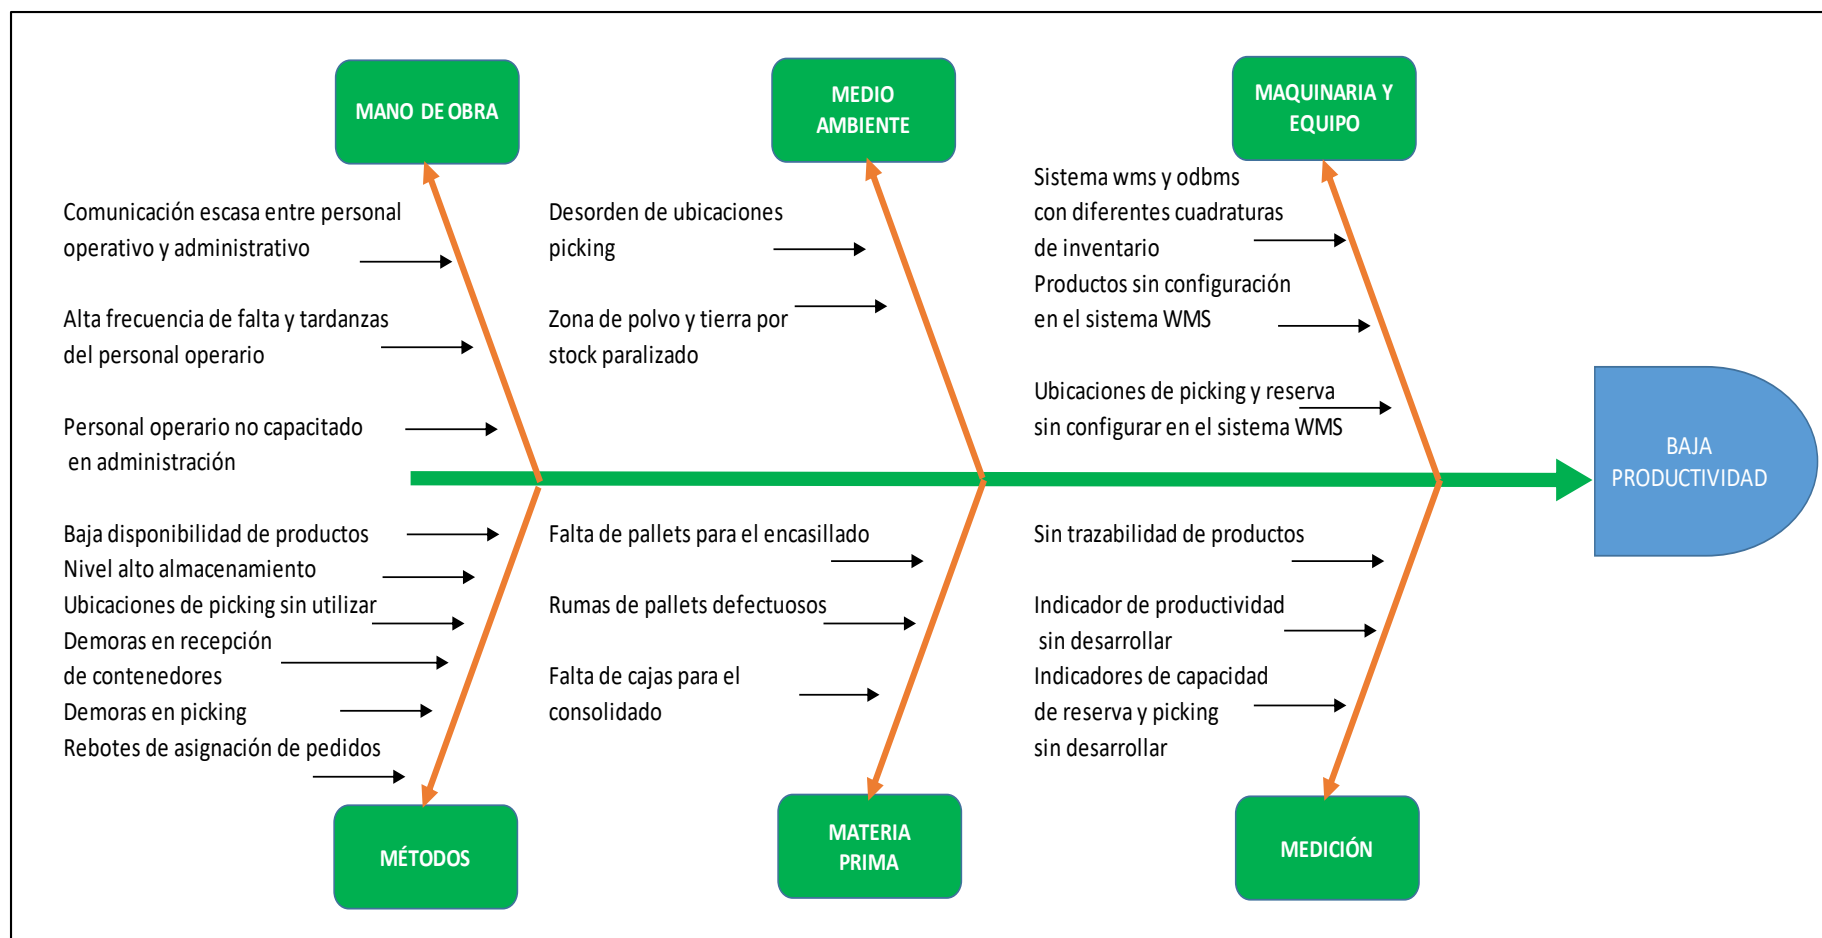 MANO DE OBRA
MEDIO
AMBIENTE
MAQUINARIA Y
EQUIPO
Comunicación escasa entre personal
operativo y administrativo
Alta frecuencia de falta y tardanzas
del personal operario
Personal operario no capacitado
en administración
Desorden de ubicaciones
picking
Zona de polvo y tierra por
stock paralizado
Sistema wms y odbms
con diferentes cuadraturas
de inventario
Productos sin configuración
en el sistema WMS
Ubicaciones de picking y reserva
sin configurar en el sistema WMS
BAJA
PRODUCTIVIDAD
Baja disponibilidad de productos
Nivel alto almacenamiento
Ubicaciones de picking sin utilizar
Demoras en recepción
de contenedores
Demoras en picking
Rebotes de asignación de pedidos
Falta de pallets para el encasillado
Rumas de pallets defectuosos
Falta de cajas para el
consolidado
Sin trazabilidad de productos
Indicador de productividad
sin desarrollar
Indicadores de capacidad
de reserva y picking
sin desarrollar
MÉTODOS
MATERIA
PRIMA
MEDICIÓN